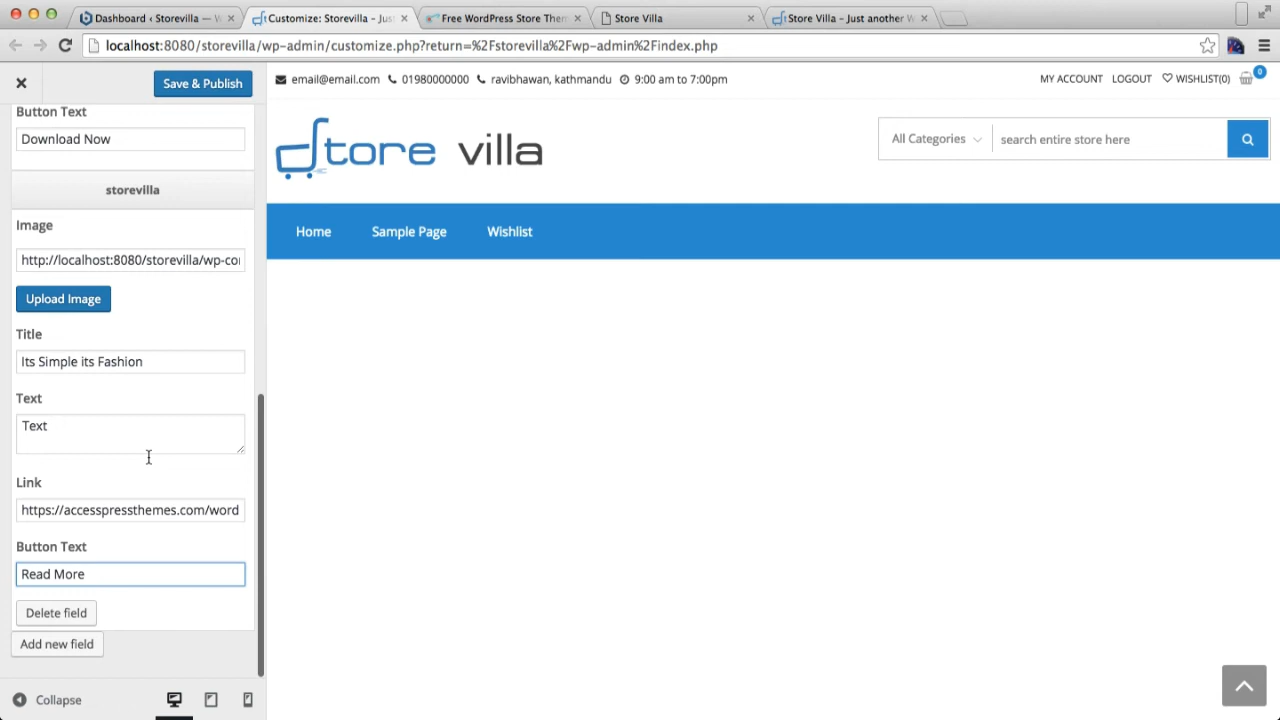 Dashboard ‹ Storevilla — W
Customize: Storevilla - Jus
Free WordPress Store Them
Store Villa
Store Villa - Just another W
localhost:8080/storevilla/wp-admin/customize.php?return=%2Fstorevilla%2Fwp-admin%2Findex.php
Save & Publish
email@email.com 01980000000 ravibhawan, kathmandu 9:00 am to 7:00pm
MY ACCOUNT LOGOUT WISHLIST(0) 0
Button Text
Download Now
store villa
All Categories search entire store here
storevilla
Home Sample Page Wishlist
Image
http://localhost:8080/storevilla/wp-coi
Upload Image
Title
Its Simple its Fashion
Text
Text
Link
https://accesspressthemes.com/word
Button Text
Read More
Delete field
Add new field
Collapse